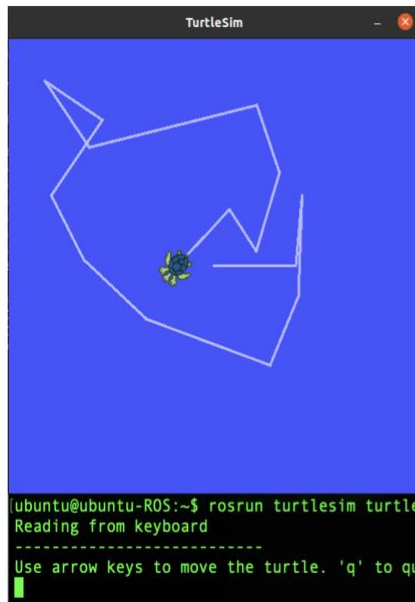 TurtleSim
[ubuntu@ubuntu-ROS:~$ rosrun turtlesim turtle
Reading from keyboard
---------------------------
Use arrow keys to move the turtle. 'q' to qu